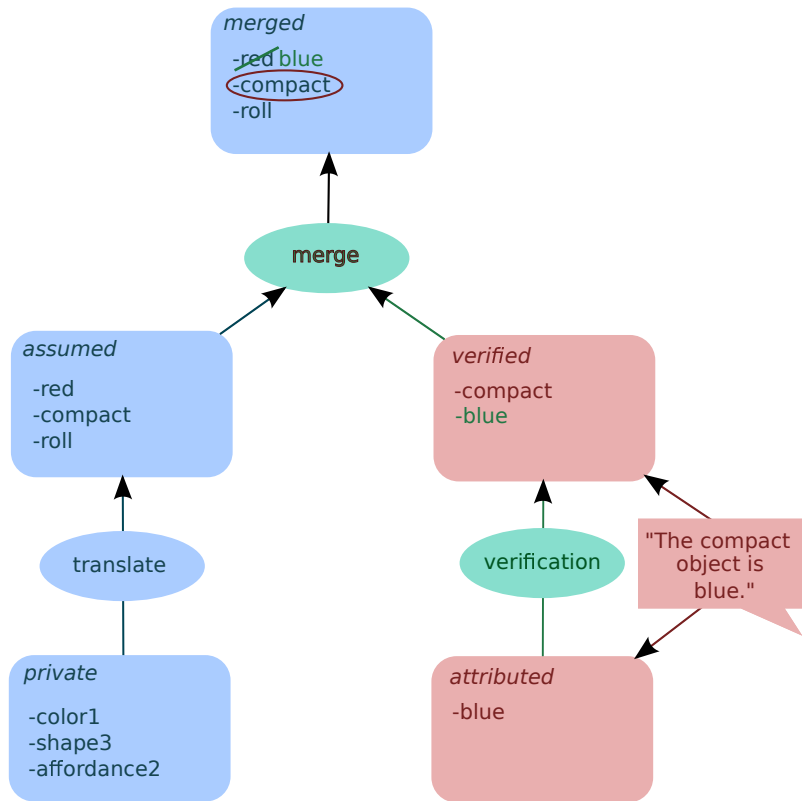 merged
-red blue
-compact
-roll
merge
assumed
-red
-compact
-roll
verified
-compact
-blue
translate
verification
"The compact
object is
blue."
private
-color1
-shape3
-affordance2
attributed
-blue